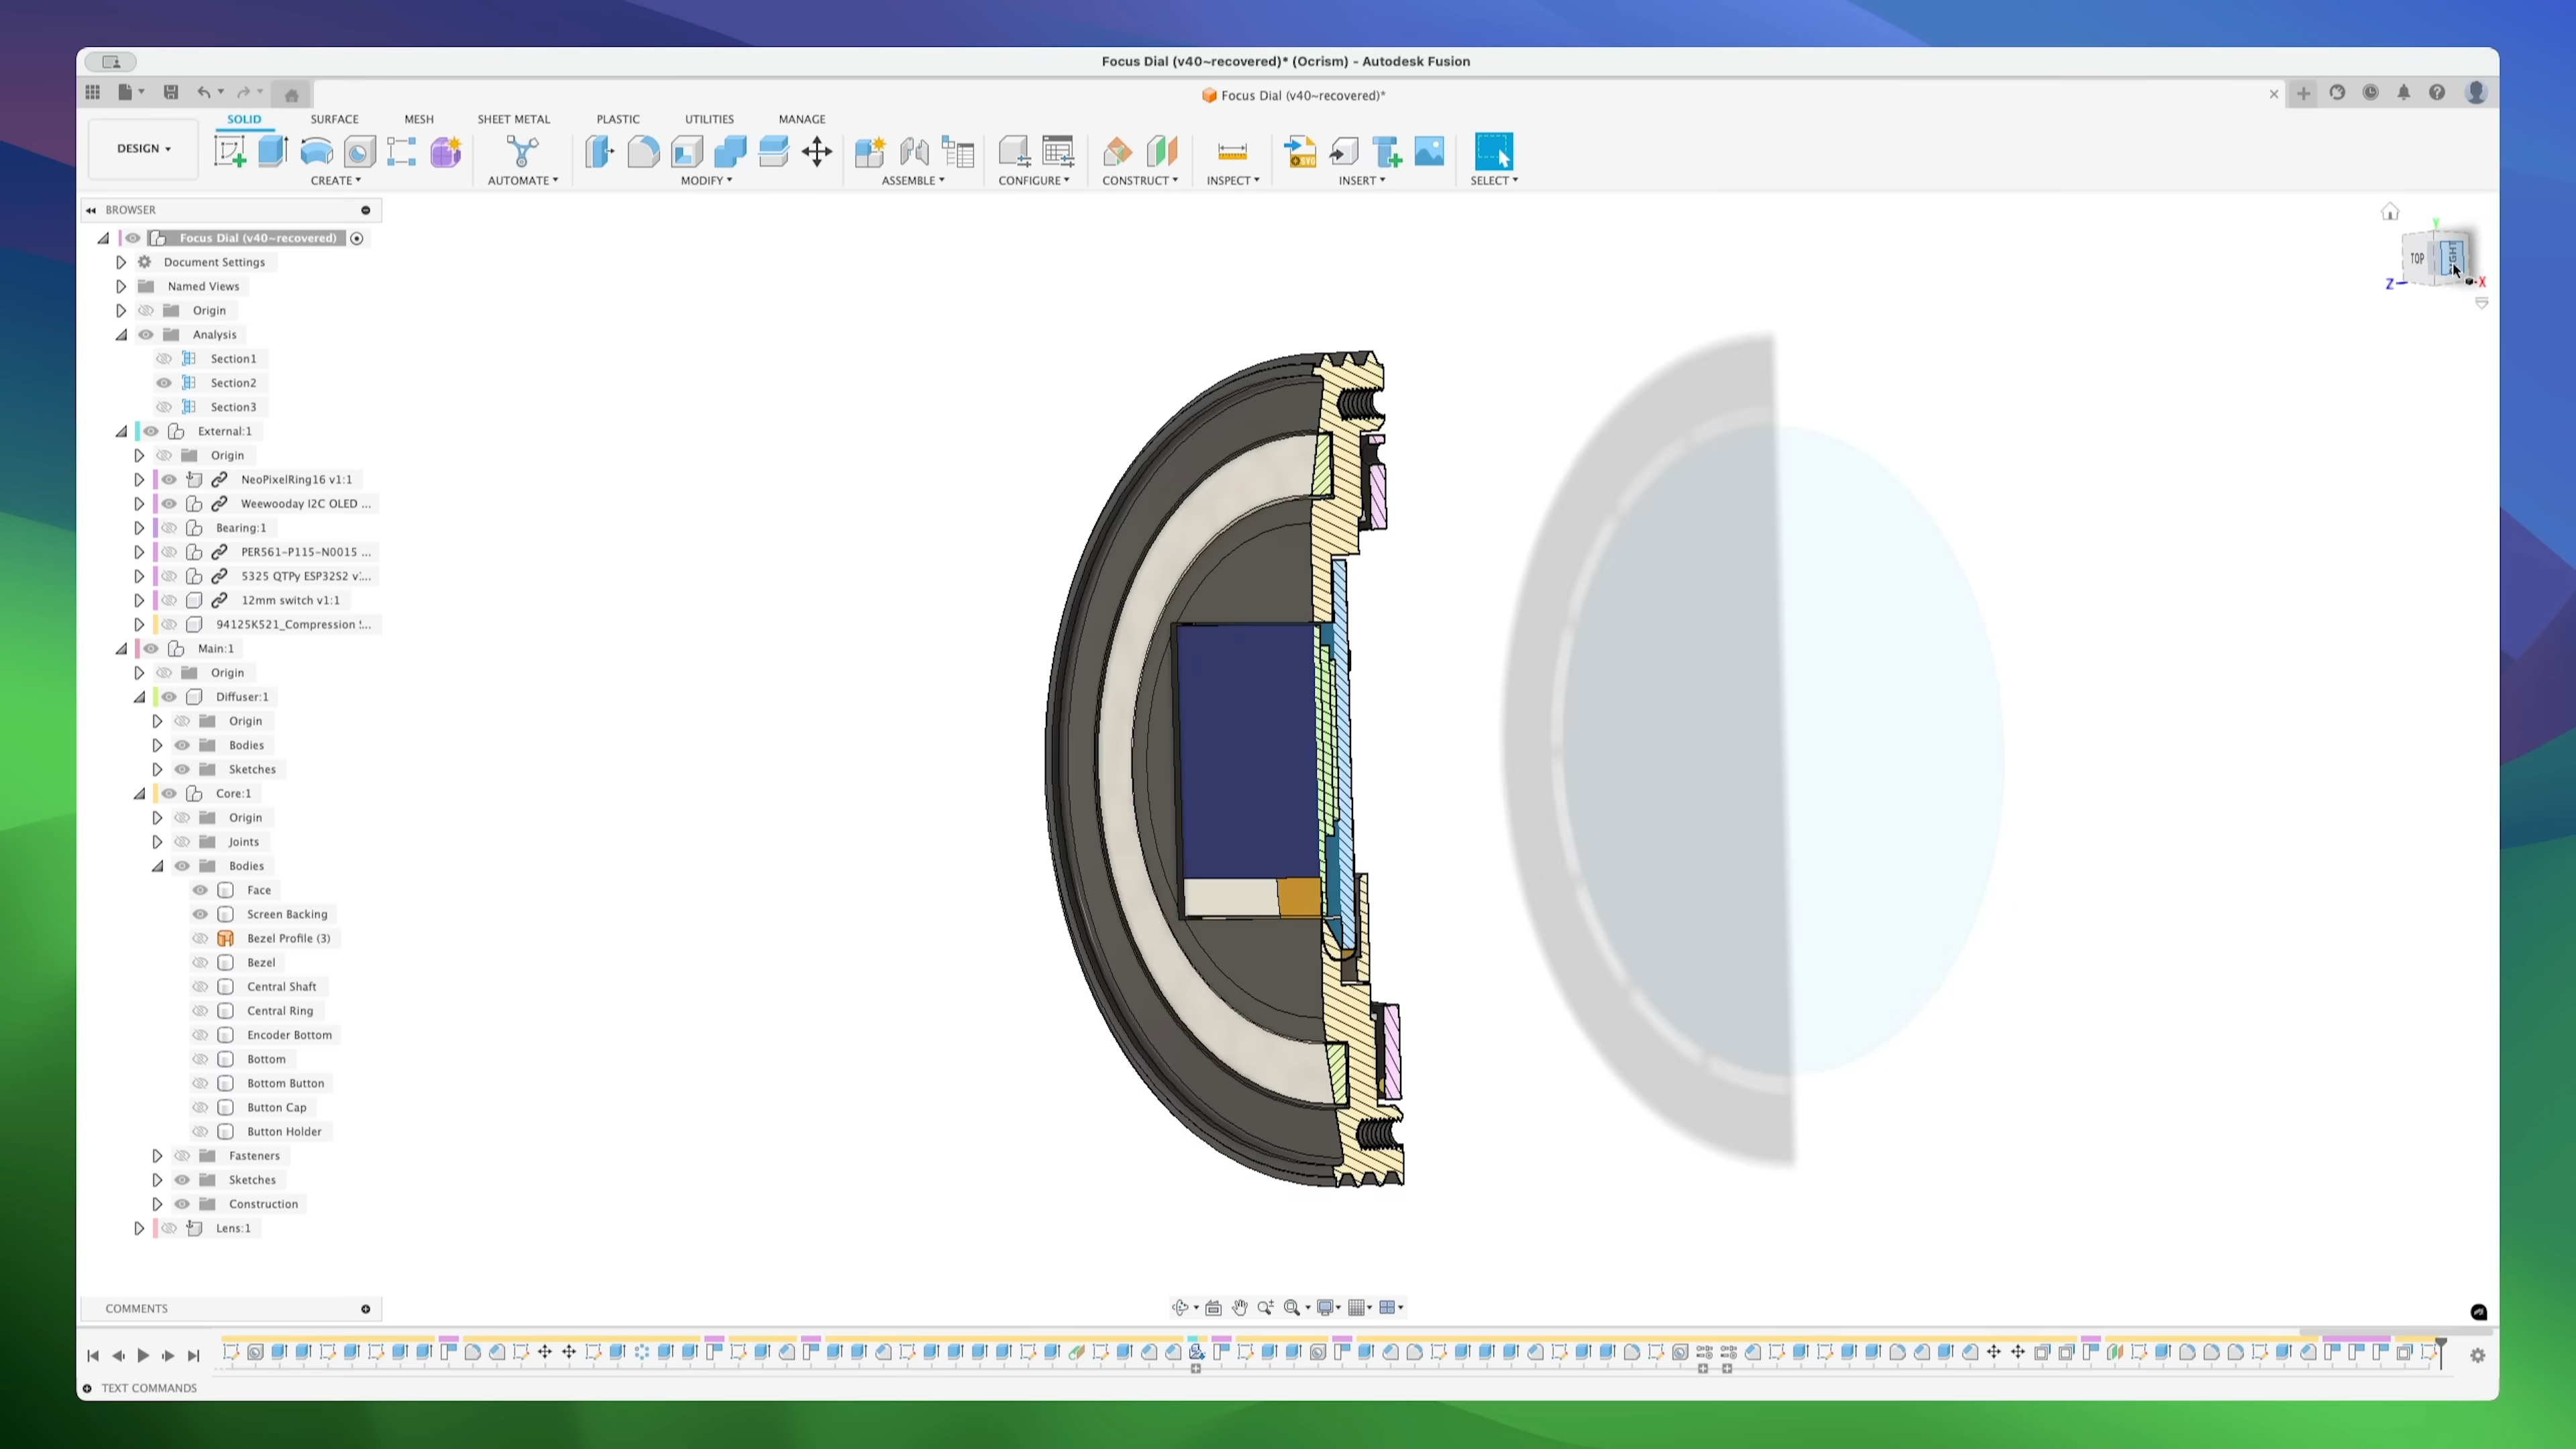 Focus Dial (v40~recovered)* (Ocrism) - Autodesk Fusion
Focus Dial (v40~recovered)*
SOLID SURFACE MESH SHEET METAL PLASTIC UTILITIES MANAGE
DESIGN
CREATE AUTOMATE MODIFY ASSEMBLE CONFIGURE CONSTRUCT INSPECT INSERT SELECT
BROWSER
Focus Dial (v40~recovered)
Document Settings
Named Views
Origin
Analysis
Section1
Section2
Section3
External:1
Origin
NeoPixelRing16 v1:1
Weewooday I2C OLED ...
Bearing:1
PER561-P115-N0015 ...
5325 QTPy ESP32S2 v:...
12mm switch v1:1
94125K521_Compression ...
Main:1
Origin
Diffuser:1
Origin
Bodies
Sketches
Core:1
Origin
Joints
Bodies
Face
Screen Backing
Bezel Profile (3)
Bezel
Central Shaft
Central Ring
Encoder Bottom
Bottom
Bottom Button
Button Cap
Button Holder
Fasteners
Sketches
Construction
Lens:1
Y
TOP RIGHT
Z X
COMMENTS
TEXT COMMANDS